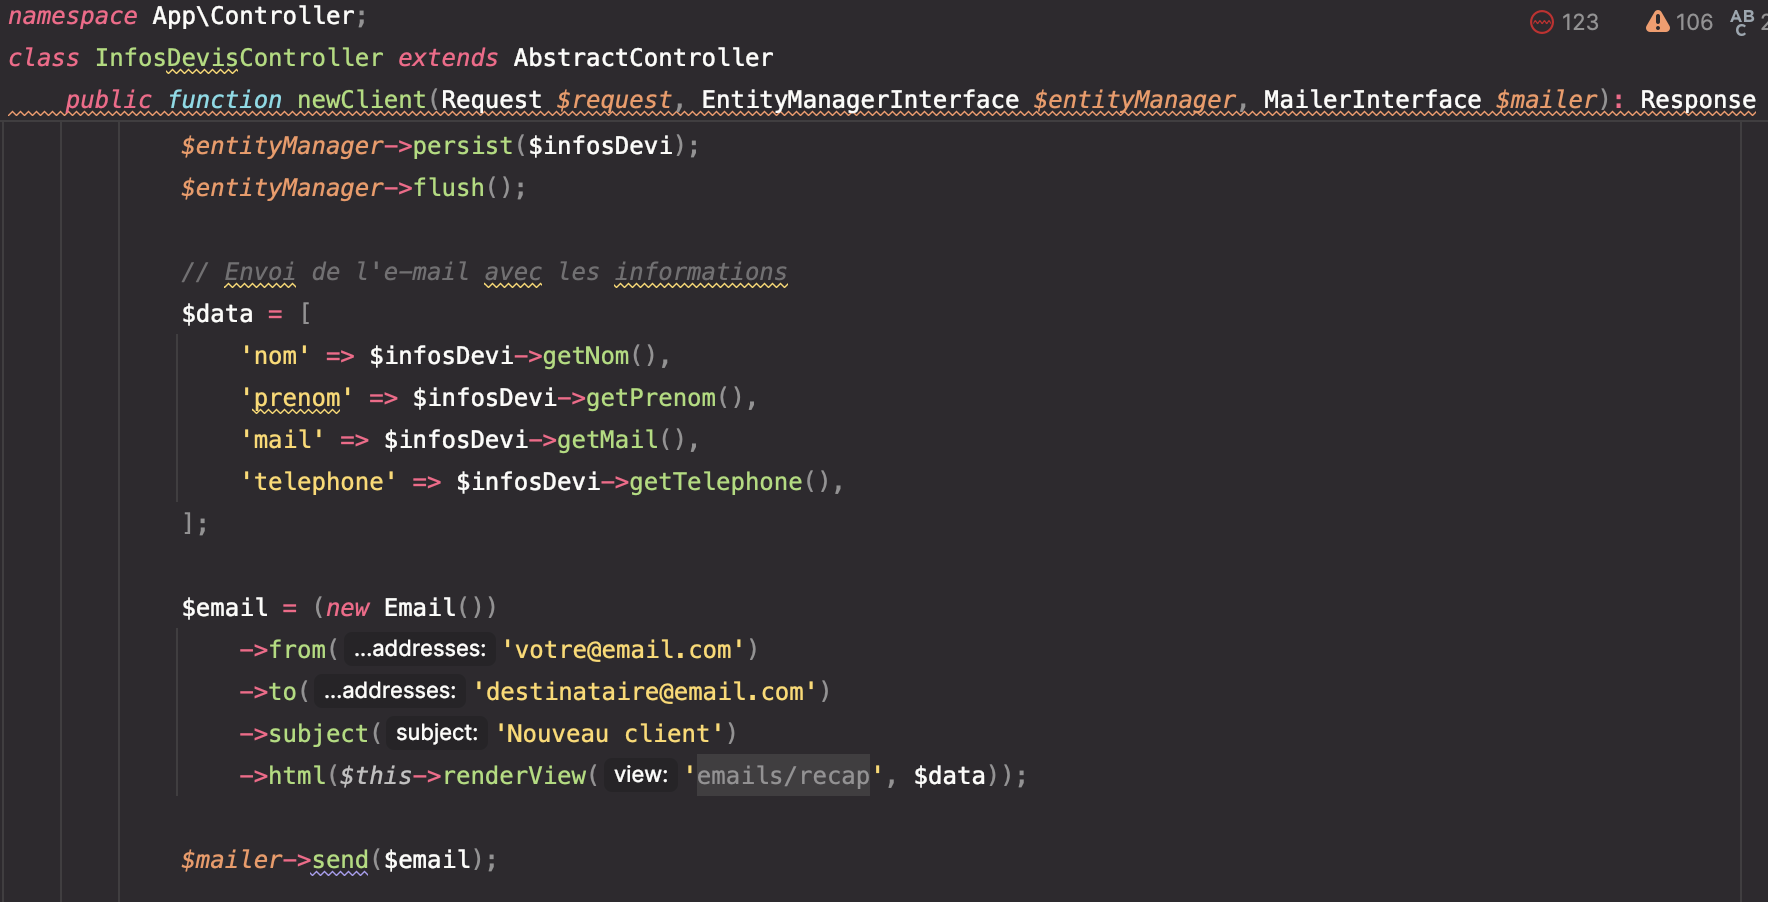 namespace App\Controller;
123 106 ABC 2
class InfosDevisController extends AbstractController
public function newClient(Request $request, EntityManagerInterface $entityManager, MailerInterface $mailer): Response
$entityManager->persist($infosDevi);
$entityManager->flush();
// Envoi de l'e-mail avec les informations
$data = [
'nom' => $infosDevi->getNom(),
'prenom' => $infosDevi->getPrenom(),
'mail' => $infosDevi->getMail(),
'telephone' => $infosDevi->getTelephone(),
];
$email = (new Email())
->from( ...addresses: 'votre@email.com')
->to( ...addresses: 'destinataire@email.com')
->subject( subject: 'Nouveau client')
->html($this->renderView( view: 'emails/recap', $data));
$mailer->send($email);